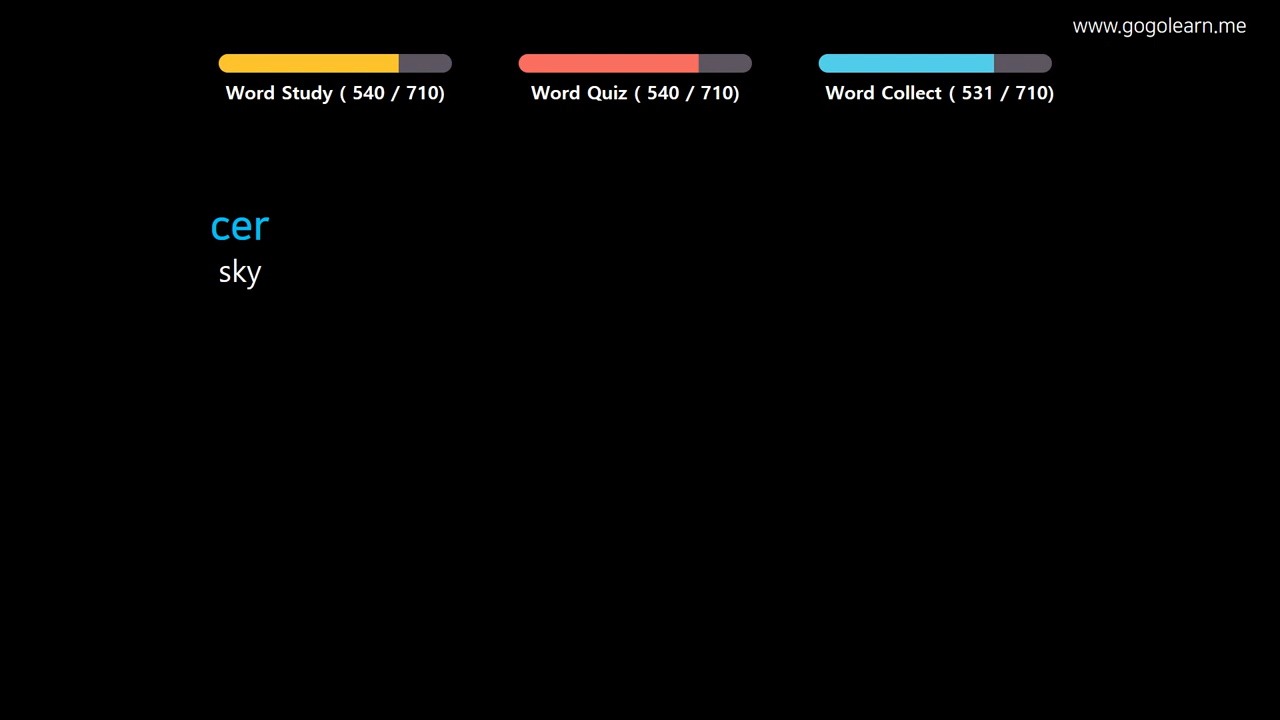 www.gogolearn.me
Word Study ( 540 / 710)
Word Quiz ( 540 / 710)
Word Collect ( 531 / 710)
cer
sky